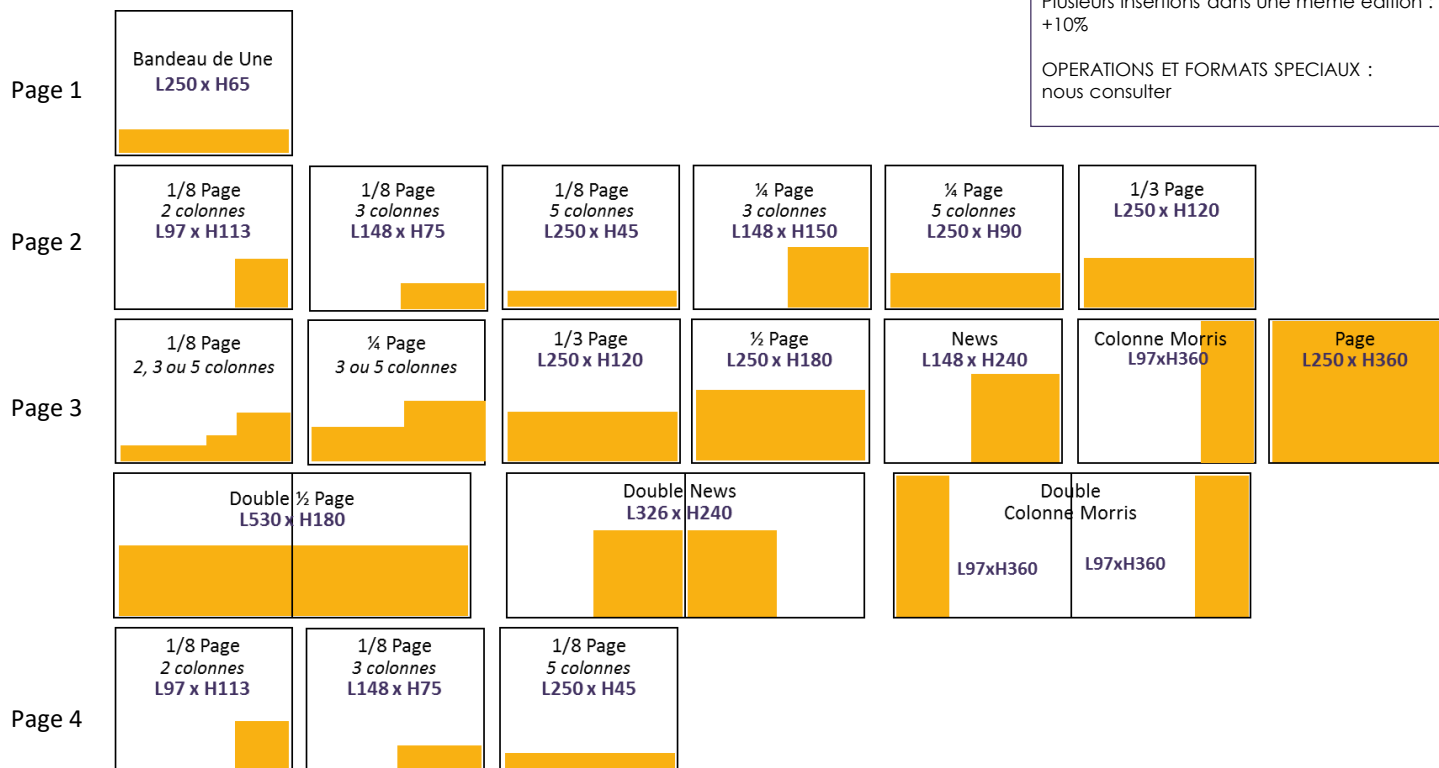 Plusieurs insertions dans une même édition :
+10%
OPERATIONS ET FORMATS SPECIAUX :
nous consulter
Page 1
Bandeau de Une
L250 x H65
Page 2
1/8 Page
2 colonnes
L97 x H113
1/8 Page
3 colonnes
L148 x H75
1/8 Page
5 colonnes
L250 x H45
¼ Page
3 colonnes
L148 x H150
¼ Page
5 colonnes
L250 x H90
1/3 Page
L250 x H120
Page 3
1/8 Page
2, 3 ou 5 colonnes
¼ Page
3 ou 5 colonnes
1/3 Page
L250 x H120
½ Page
L250 x H180
News
L148 x H240
Colonne Morris
L97xH360
Page
L250 x H360
Double ½ Page
L530 x H180
Double News
L326 x H240
Double
Colonne Morris
L97xH360
L97xH360
Page 4
1/8 Page
2 colonnes
L97 x H113
1/8 Page
3 colonnes
L148 x H75
1/8 Page
5 colonnes
L250 x H45